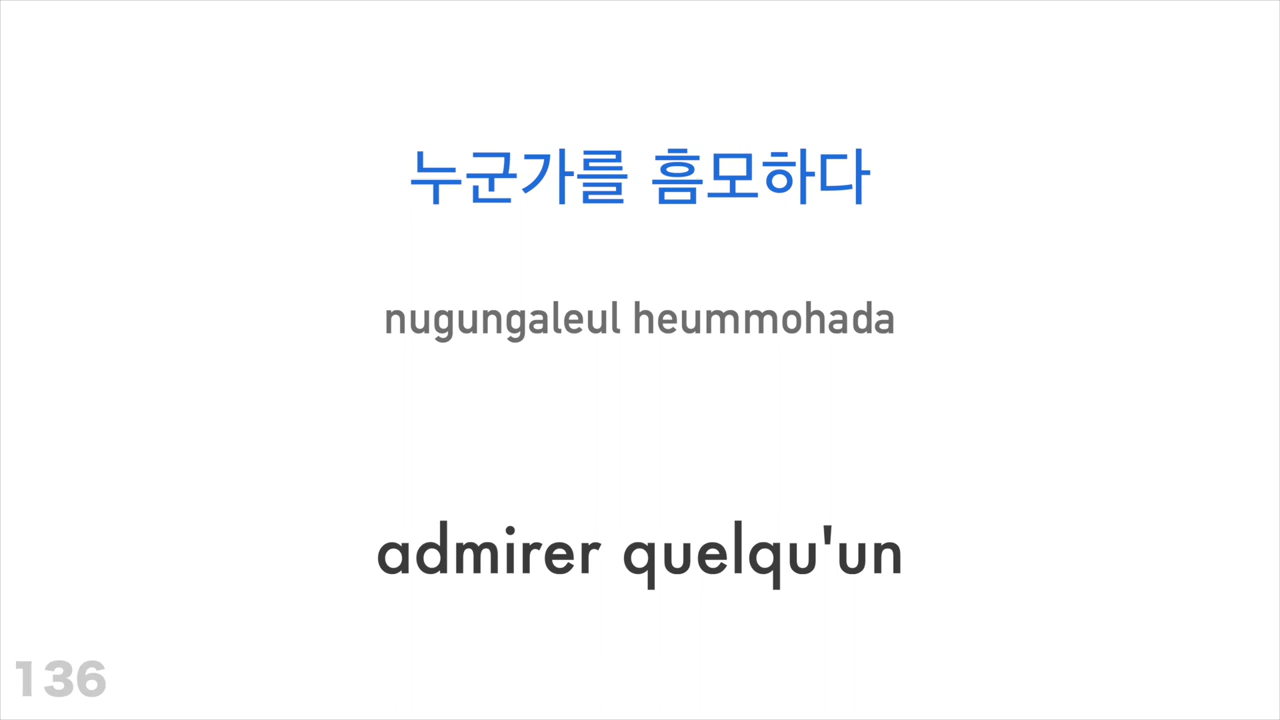 누군가를 흠모하다
nugungaleul heummohada
admirer quelqu'un
136